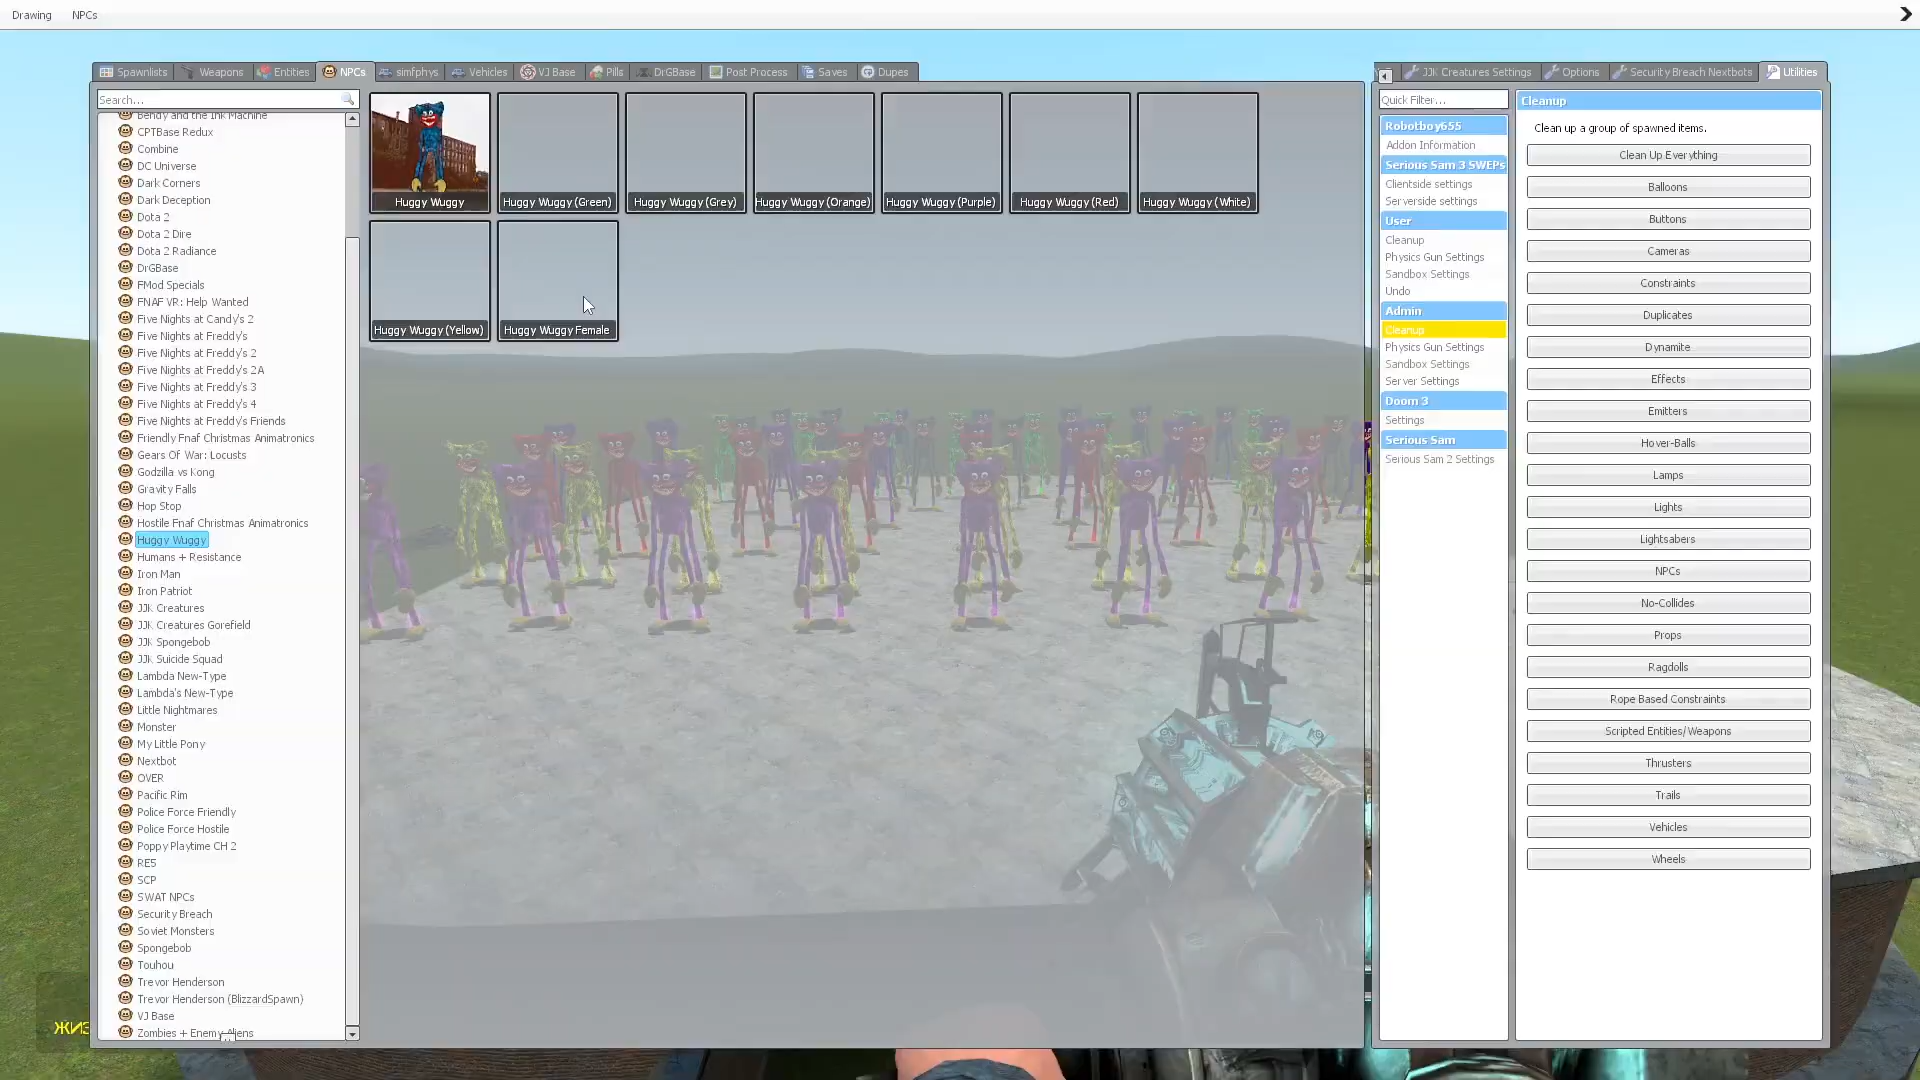 Drawing NPCs
Spawnlists Weapons Entities NPCs simfphys Vehicles VJ Base Pills DrGBase Post Process Saves Dupes
JJK Creatures Settings Options Security Breach Nextbots Utilities
Search...
Bendy and the Ink Machine
CPTBase Redux
Combine
DC Universe
Dark Corners
Dark Deception
Dota 2
Dota 2 Dire
Dota 2 Radiance
DrGBase
FMod Specials
FNAF VR: Help Wanted
Five Nights at Candy's 2
Five Nights at Freddy's
Five Nights at Freddy's 2
Five Nights at Freddy's 2A
Five Nights at Freddy's 3
Five Nights at Freddy's 4
Five Nights at Freddy's Friends
Friendly Fnaf Christmas Animatronics
Gears Of War: Locusts
Godzilla vs Kong
Gravity Falls
Hop Stop
Hostile Fnaf Christmas Animatronics
Huggy Wuggy
Humans + Resistance
Iron Man
Iron Patriot
JJK Creatures
JJK Creatures Gorefield
JJK Spongebob
JJK Suicide Squad
Lambda New-Type
Lambda's New-Type
Little Nightmares
Monster
My Little Pony
Nextbot
OVER
Pacific Rim
Police Force Friendly
Police Force Hostile
Poppy Playtime CH 2
RE5
SCP
SWAT NPCs
Security Breach
Soviet Monsters
Spongebob
Touhou
Trevor Henderson
Trevor Henderson (BlizzardSpawn)
VJ Base
Zombies + Enemy Aliens
Huggy Wuggy
Huggy Wuggy (Green)
Huggy Wuggy (Grey)
Huggy Wuggy (Orange)
Huggy Wuggy (Purple)
Huggy Wuggy (Red)
Huggy Wuggy (White)
Huggy Wuggy (Yellow)
Huggy Wuggy Female
Quick Filter...
Robotboy655
Addon Information
Serious Sam 3 SWEPs
Clientside settings
Serverside settings
User
Cleanup
Physics Gun Settings
Sandbox Settings
Undo
Admin
Cleanup
Physics Gun Settings
Sandbox Settings
Server Settings
Doom 3
Settings
Serious Sam
Serious Sam 2 Settings
Cleanup
Clean up a group of spawned items.
Clean Up Everything
Balloons
Buttons
Cameras
Constraints
Duplicates
Dynamite
Effects
Emitters
Hover-Balls
Lamps
Lights
Lightsabers
NPCs
No-Collides
Props
Ragdolls
Rope Based Constraints
Scripted Entities/Weapons
Thrusters
Trails
Vehicles
Wheels